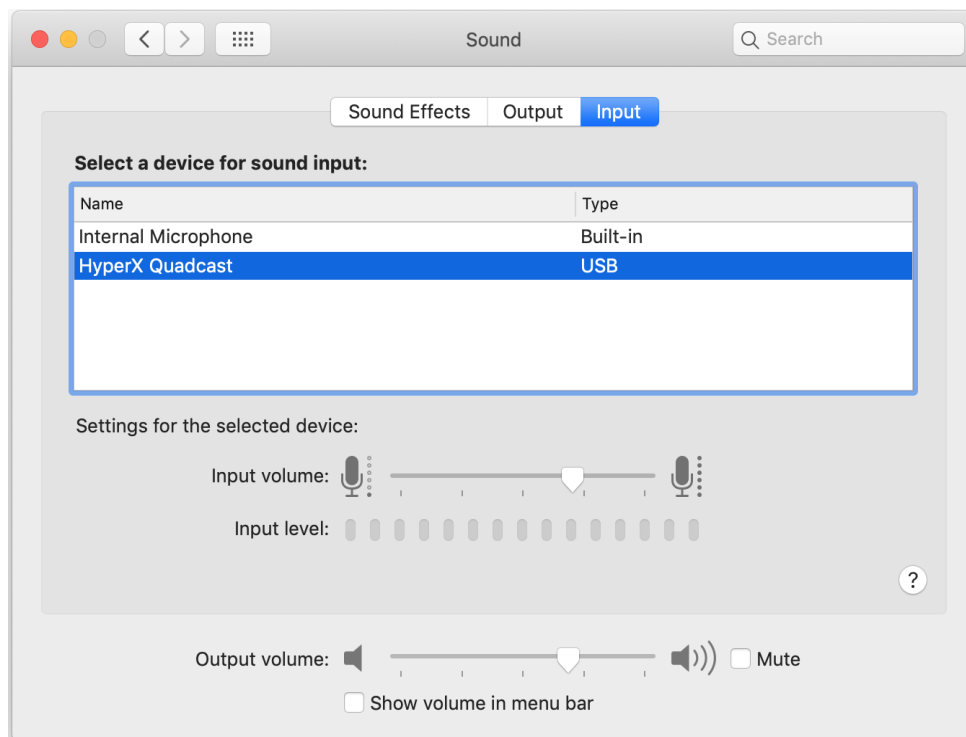 Sound
Search
Sound Effects Output Input
Select a device for sound input:
Name Type
Internal Microphone Built-in
HyperX Quadcast USB
Settings for the selected device:
Input volume:
Input level:
?
Output volume: Mute
Show volume in menu bar